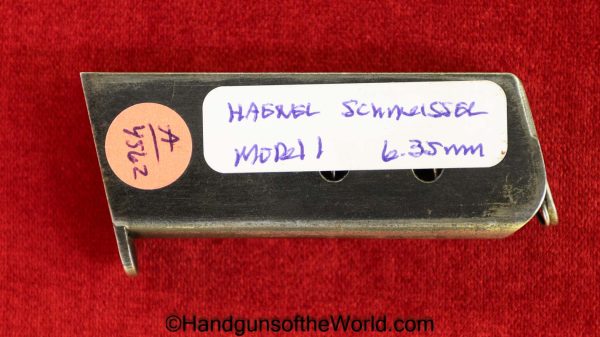 A
4562
HAENEL SCHMEISSER
MODEL 1 6.35mm
©HandgunsoftheWorld.com